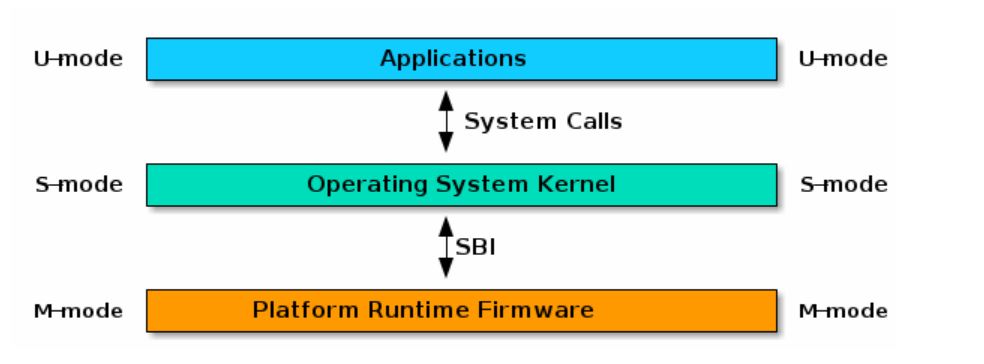 U-mode Applications U-mode
System Calls
S-mode Operating System Kernel S-mode
SBI
M-mode Platform Runtime Firmware M-mode